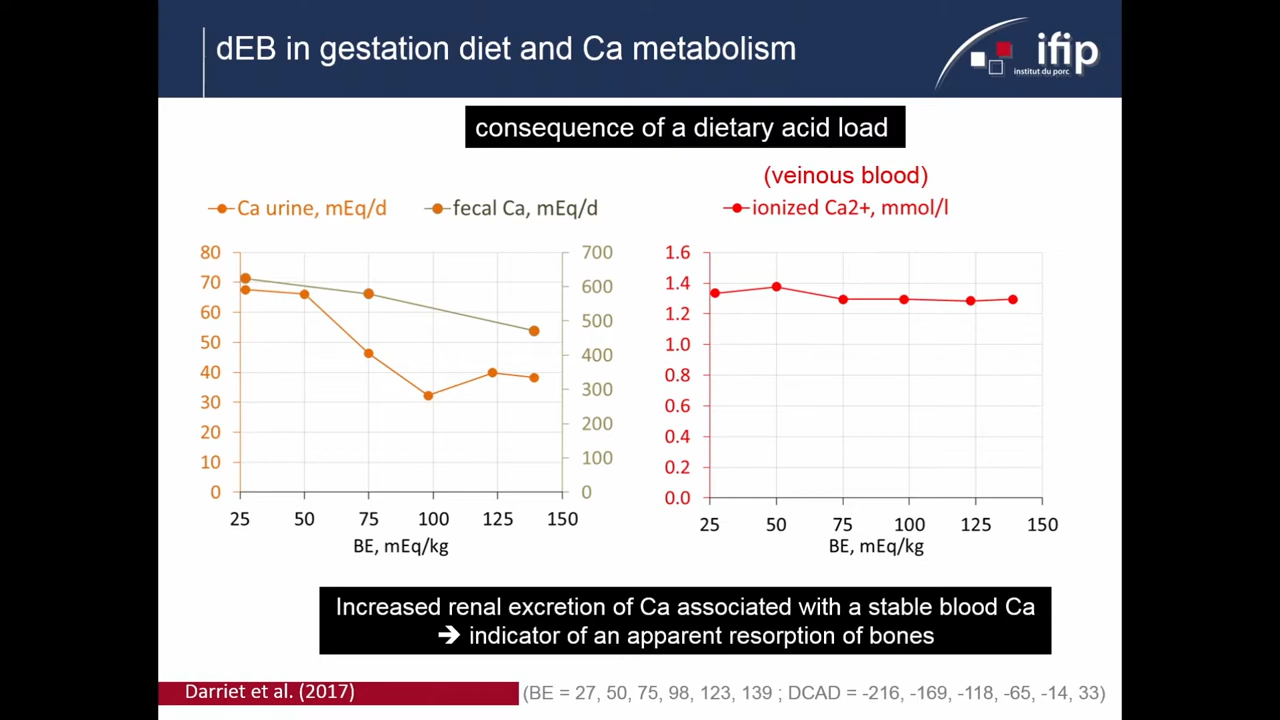 dEB in gestation diet and Ca metabolism
ifip
institut du porc
consequence of a dietary acid load
(veinous blood)
Ca urine, mEq/d
fecal Ca, mEq/d
ionized Ca2+, mmol/l
80
70
60
50
40
30
20
10
0
700
600
500
400
300
200
100
0
25 50 75 100 125 150
BE, mEq/kg
1.6
1.4
1.2
1.0
0.8
0.6
0.4
0.2
0.0
25 50 75 100 125 150
BE, mEq/kg
Increased renal excretion of Ca associated with a stable blood Ca
➔ indicator of an apparent resorption of bones
Darriet et al. (2017)
(BE = 27, 50, 75, 98, 123, 139 ; DCAD = -216, -169, -118, -65, -14, 33)